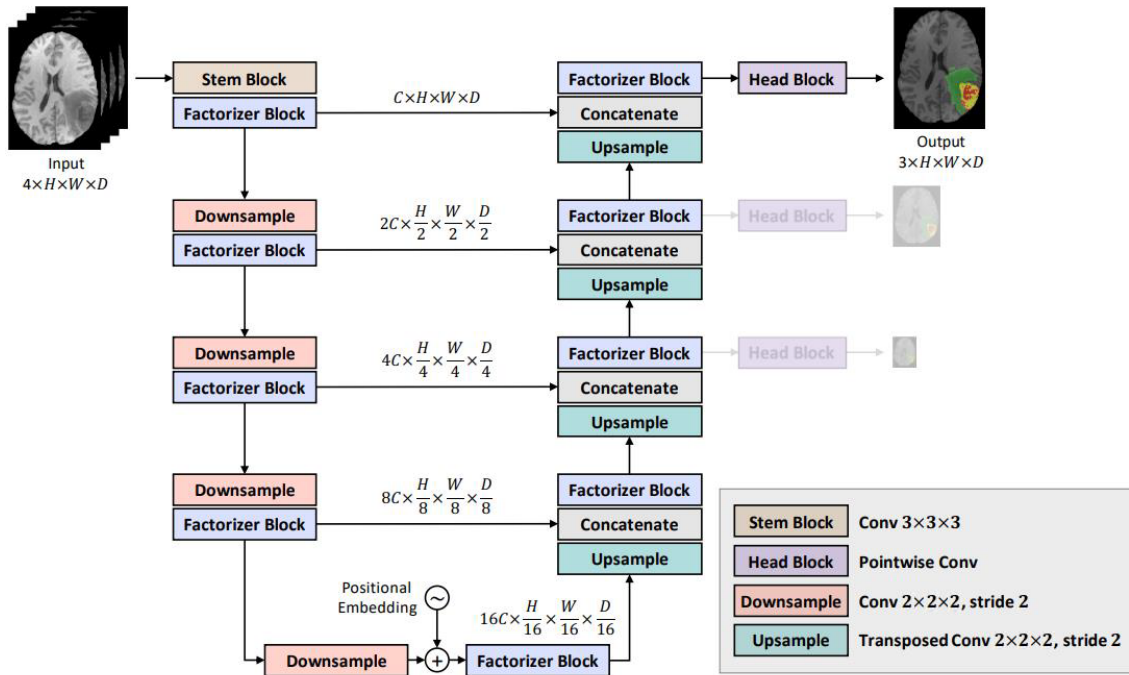 Stem Block
Factorizer Block
C×H×W×D
Factorizer Block
Concatenate
Upsample
Head Block
Input
4×H×W×D
Output
3×H×W×D
Downsample
Factorizer Block
2C×H/2×W/2×D/2
Factorizer Block
Concatenate
Upsample
Head Block
Downsample
Factorizer Block
4C×H/4×W/4×D/4
Factorizer Block
Concatenate
Upsample
Head Block
Downsample
Factorizer Block
8C×H/8×W/8×D/8
Factorizer Block
Concatenate
Upsample
Positional
Embedding
~
16C×H/16×W/16×D/16
Downsample
+
Factorizer Block
Stem Block Conv 3×3×3
Head Block Pointwise Conv
Downsample Conv 2×2×2, stride 2
Upsample Transposed Conv 2×2×2, stride 2